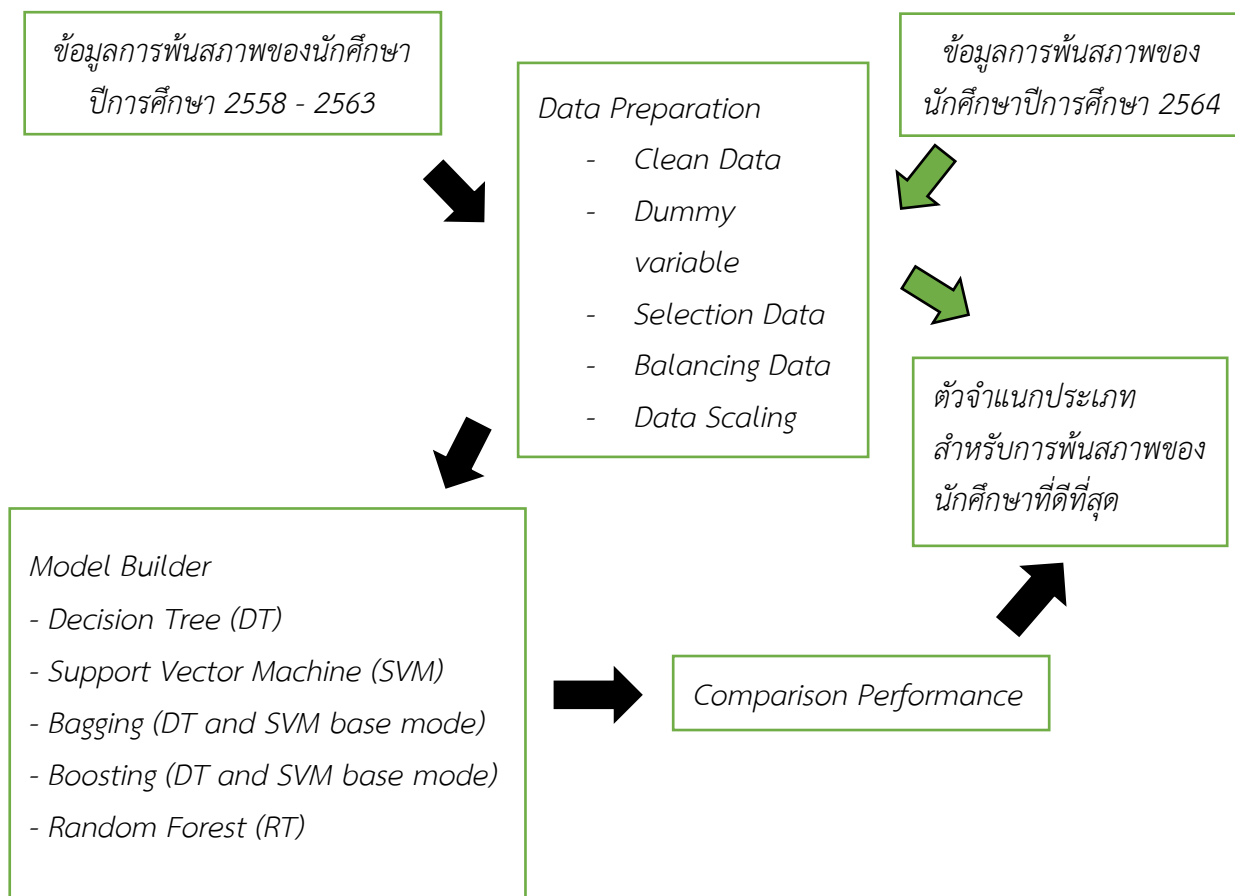 ข้อมูลการพ้นสภาพของนักศึกษา
ปีการศึกษา 2558 - 2563
ข้อมูลการพ้นสภาพของ
นักศึกษาปีการศึกษา 2564
Data Preparation
- Clean Data
- Dummy
variable
- Selection Data
- Balancing Data
- Data Scaling
ตัวจำแนกประเภท
สำหรับการพ้นสภาพของ
นักศึกษาที่ดีที่สุด
Model Builder
- Decision Tree (DT)
- Support Vector Machine (SVM)
- Bagging (DT and SVM base mode)
- Boosting (DT and SVM base mode)
- Random Forest (RT)
Comparison Performance